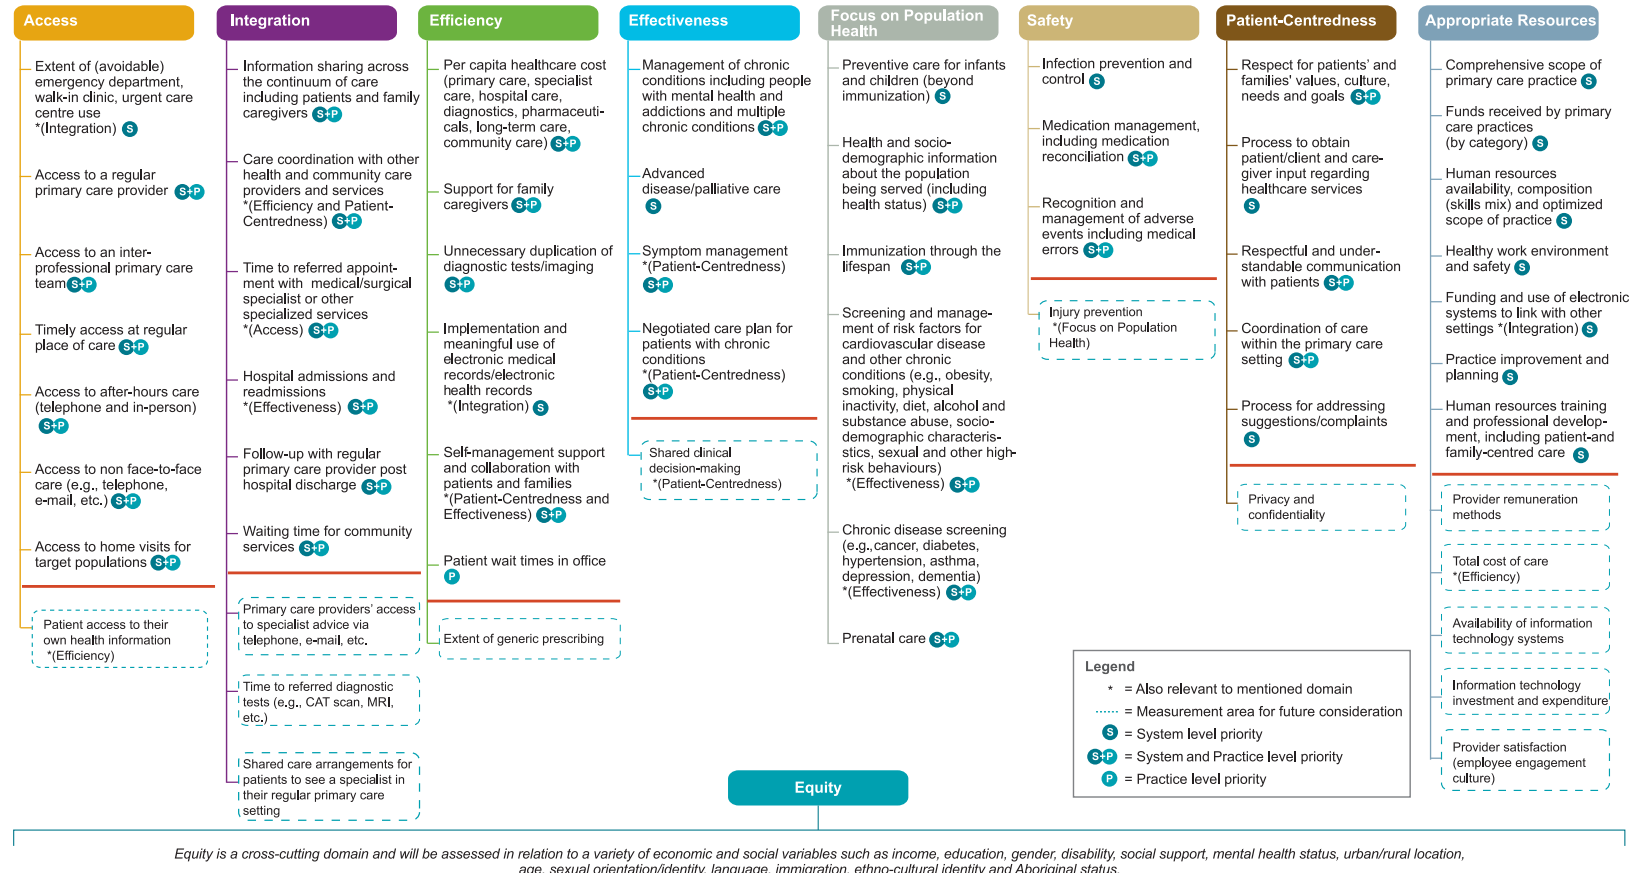 Access
Extent of (avoidable)
emergency department,
walk-in clinic, urgent care
centre use
*(Integration) S
Access to a regular
primary care provider S+P
Access to an inter-
professional primary care
team S+P
Timely access at regular
place of care S+P
Access to after-hours care
(telephone and in-person)
S+P
Access to non face-to-face
care (e.g., telephone,
e-mail, etc.) S+P
Access to home visits for
target populations S+P
Patient access to their
own health information
*(Efficiency)
Integration
Information sharing across
the continuum of care
including patients and family
caregivers S+P
Care coordination with other
health and community care
providers and services
*(Efficiency and Patient-
Centredness) S+P
Time to referred appoint-
ment with medical/surgical
specialist or other
specialized services
*(Access) S+P
Hospital admissions and
readmissions
*(Effectiveness) S+P
Follow-up with regular
primary care provider post
hospital discharge S+P
Waiting time for community
services S+P
Primary care providers' access
to specialist advice via
telephone, e-mail, etc.
Time to referred diagnostic
tests (e.g., CAT scan, MRI,
etc.)
Shared care arrangements for
patients to see a specialist in
their regular primary care
setting
Efficiency
Per capita healthcare cost
(primary care, specialist
care, hospital care,
diagnostics, pharmaceuti-
cals, long-term care,
community care) S+P
Support for family
caregivers S+P
Unnecessary duplication of
diagnostic tests/imaging
S+P
Implementation and
meaningful use of
electronic medical
records/electronic
health records
*(Integration) S
Self-management support
and collaboration with
patients and families
*(Patient-Centredness and
Effectiveness) S+P
Patient wait times in office
P
Extent of generic prescribing
Effectiveness
Management of chronic
conditions including people
with mental health and
addictions and multiple
chronic conditions S+P
Advanced
disease/palliative care
S
Symptom management
*(Patient-Centredness)
S+P
Negotiated care plan for
patients with chronic
conditions
*(Patient-Centredness)
S+P
Shared clinical
decision-making
*(Patient-Centredness)
Focus on Population
Health
Preventive care for infants
and children (beyond
immunization) S
Health and socio-
demographic information
about the population
being served (including
health status) S+P
Immunization through the
lifespan S+P
Screening and manage-
ment of risk factors for
cardiovascular disease
and other chronic
conditions (e.g., obesity,
smoking, physical
inactivity, diet, alcohol and
substance abuse, socio-
demographic characteris-
stics, sexual and other high-
risk behaviours)
*(Effectiveness) S+P
Chronic disease screening
(e.g.,cancer, diabetes,
hypertension, asthma,
depression, dementia)
*(Effectiveness) S+P
Prenatal care S+P
Safety
Infection prevention and
control S
Medication management,
including medication
reconciliation S+P
Recognition and
management of adverse
events including medical
errors S+P
Injury prevention
*(Focus on Population
Health)
Patient-Centredness
Respect for patients' and
families' values, culture,
needs and goals S+P
Process to obtain
patient/client and care-
giver input regarding
healthcare services
S
Respectful and under-
standable communication
with patients S+P
Coordination of care
within the primary care
setting S+P
Process for addressing
suggestions/complaints
S
Privacy and
confidentiality
Appropriate Resources
Comprehensive scope of
primary care practice S
Funds received by primary
care practices
(by category) S
Human resources
availability, composition
(skills mix) and optimized
scope of practice S
Healthy work environment
and safety S
Funding and use of electronic
systems to link with other
settings *(Integration) S
Practice improvement and
planning S
Human resources training
and professional develop-
ment, including patient-and
family-centred care S
Provider remuneration
methods
Total cost of care
*(Efficiency)
Availability of information
technology systems
Information technology
investment and expenditure
Provider satisfaction
(employee engagement
culture)
Legend
* = Also relevant to mentioned domain
= Measurement area for future consideration
S = System level priority
S+P = System and Practice level priority
P = Practice level priority
Equity
Equity is a cross-cutting domain and will be assessed in relation to a variety of economic and social variables such as income, education, gender, disability, social support, mental health status, urban/rural location,
age, sexual orientation/identity, language, immigration, ethno-cultural identity and Aboriginal status.